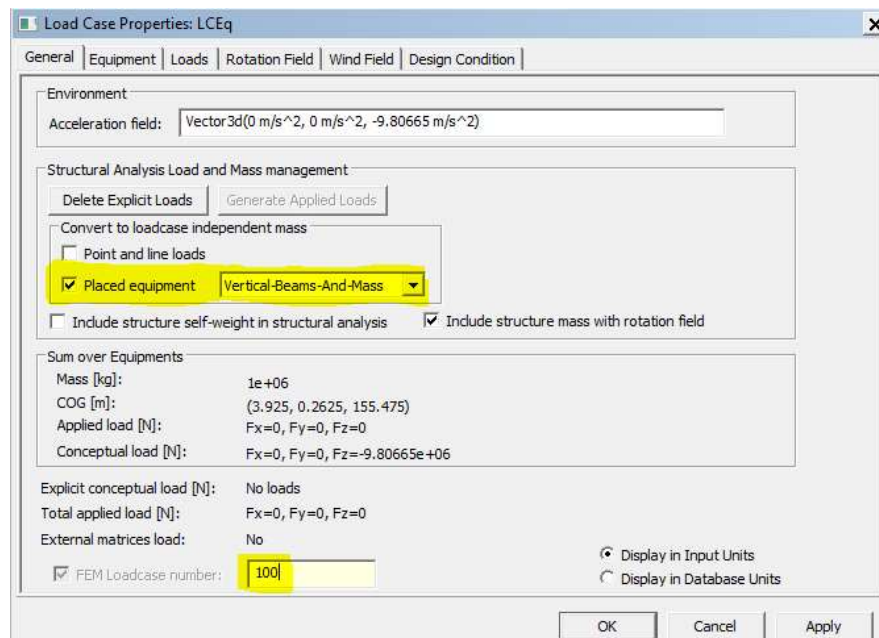 Load Case Properties: LCEq
General Equipment Loads Rotation Field Wind Field Design Condition
Environment
Acceleration field: Vector3d(0 m/s^2, 0 m/s^2, -9.80665 m/s^2)
Structural Analysis Load and Mass management
Delete Explicit Loads Generate Applied Loads
Convert to loadcase independent mass
Point and line loads
Placed equipment Vertical-Beams-And-Mass
Include structure self-weight in structural analysis Include structure mass with rotation field
Sum over Equipments
Mass [kg]: 1e+06
COG [m]: (3.925, 0.2625, 155.475)
Applied load [N]: Fx=0, Fy=0, Fz=0
Conceptual load [N]: Fx=0, Fy=0, Fz=-9.80665e+06
Explicit conceptual load [N]: No loads
Total applied load [N]: Fx=0, Fy=0, Fz=0
External matrices load: No
Display in Input Units
FEM Loadcase number: 100
Display in Database Units
OK Cancel Apply